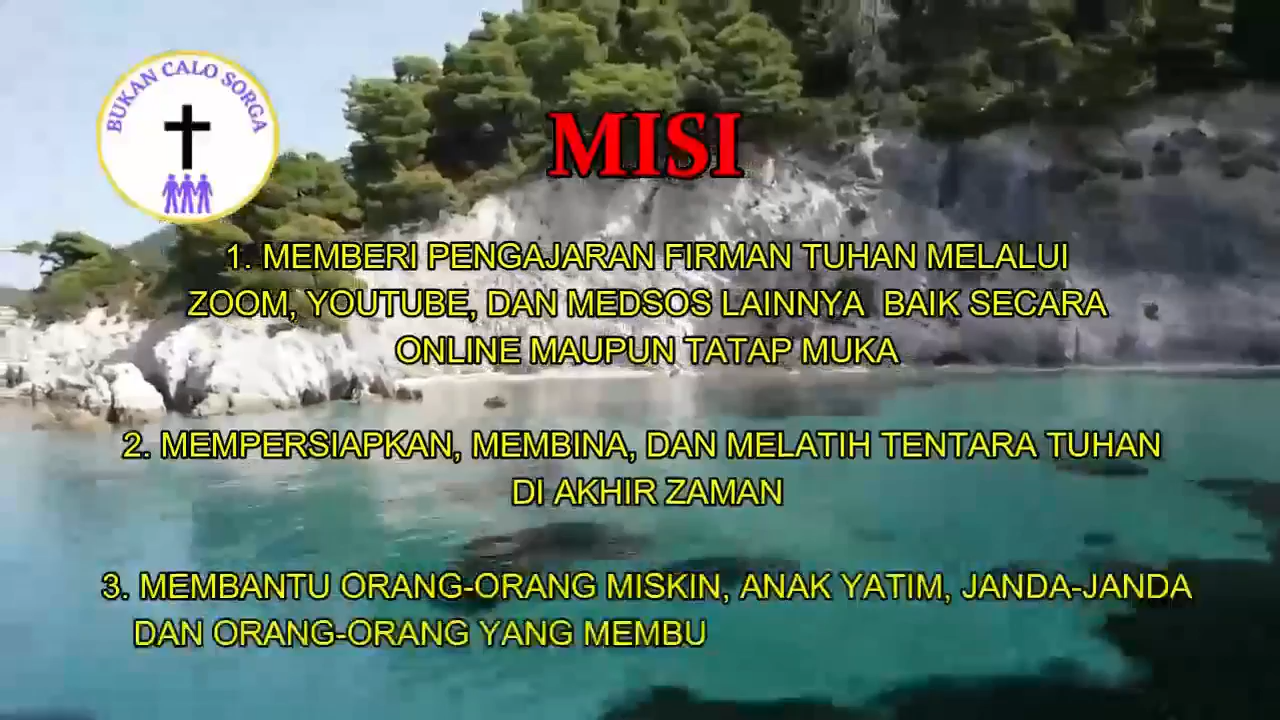 BUKAN CALO SORGA
MISI
1. MEMBERI PENGAJARAN FIRMAN TUHAN MELALUI
ZOOM, YOUTUBE, DAN MEDSOS LAINNYA BAIK SECARA
ONLINE MAUPUN TATAP MUKA
2. MEMPERSIAPKAN, MEMBINA, DAN MELATIH TENTARA TUHAN
DI AKHIR ZAMAN
3. MEMBANTU ORANG-ORANG MISKIN, ANAK YATIM, JANDA-JANDA
DAN ORANG-ORANG YANG MEMBU